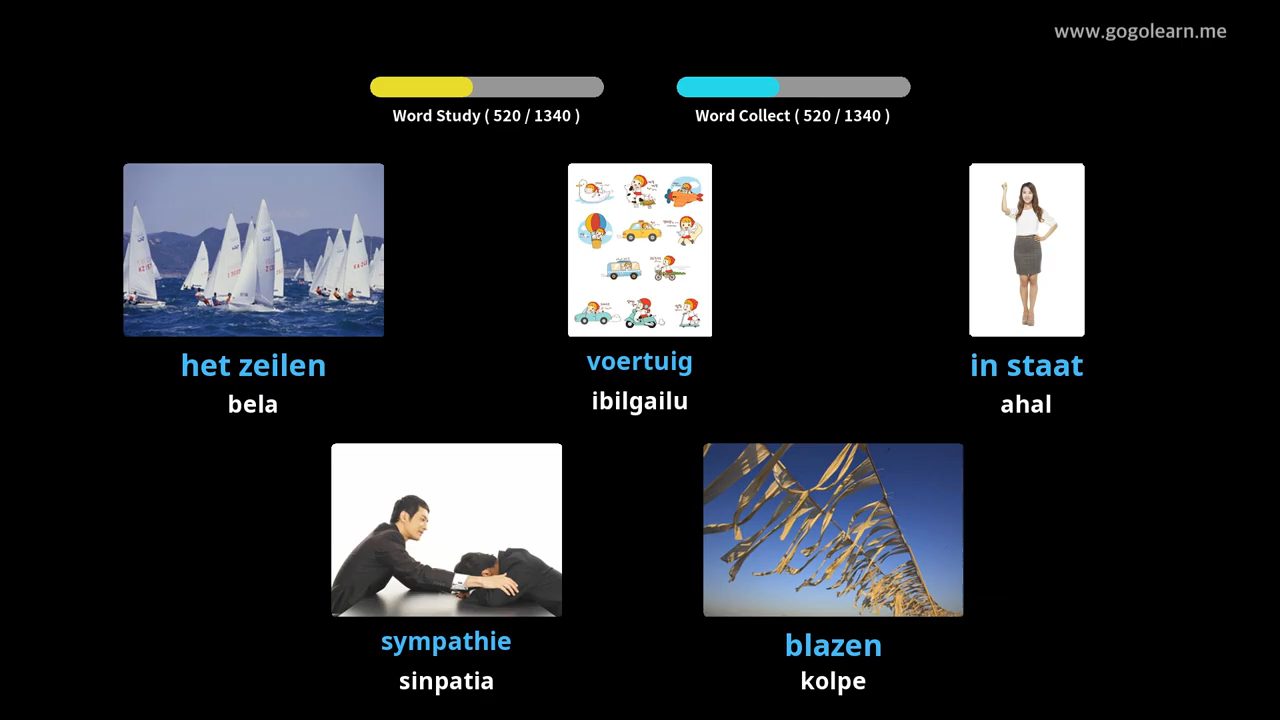 www.gogolearn.me
Word Study ( 520 / 1340 )
Word Collect ( 520 / 1340 )
het zeilen
bela
voertuig
ibilgailu
in staat
ahal
sympathie
sinpatia
blazen
kolpe